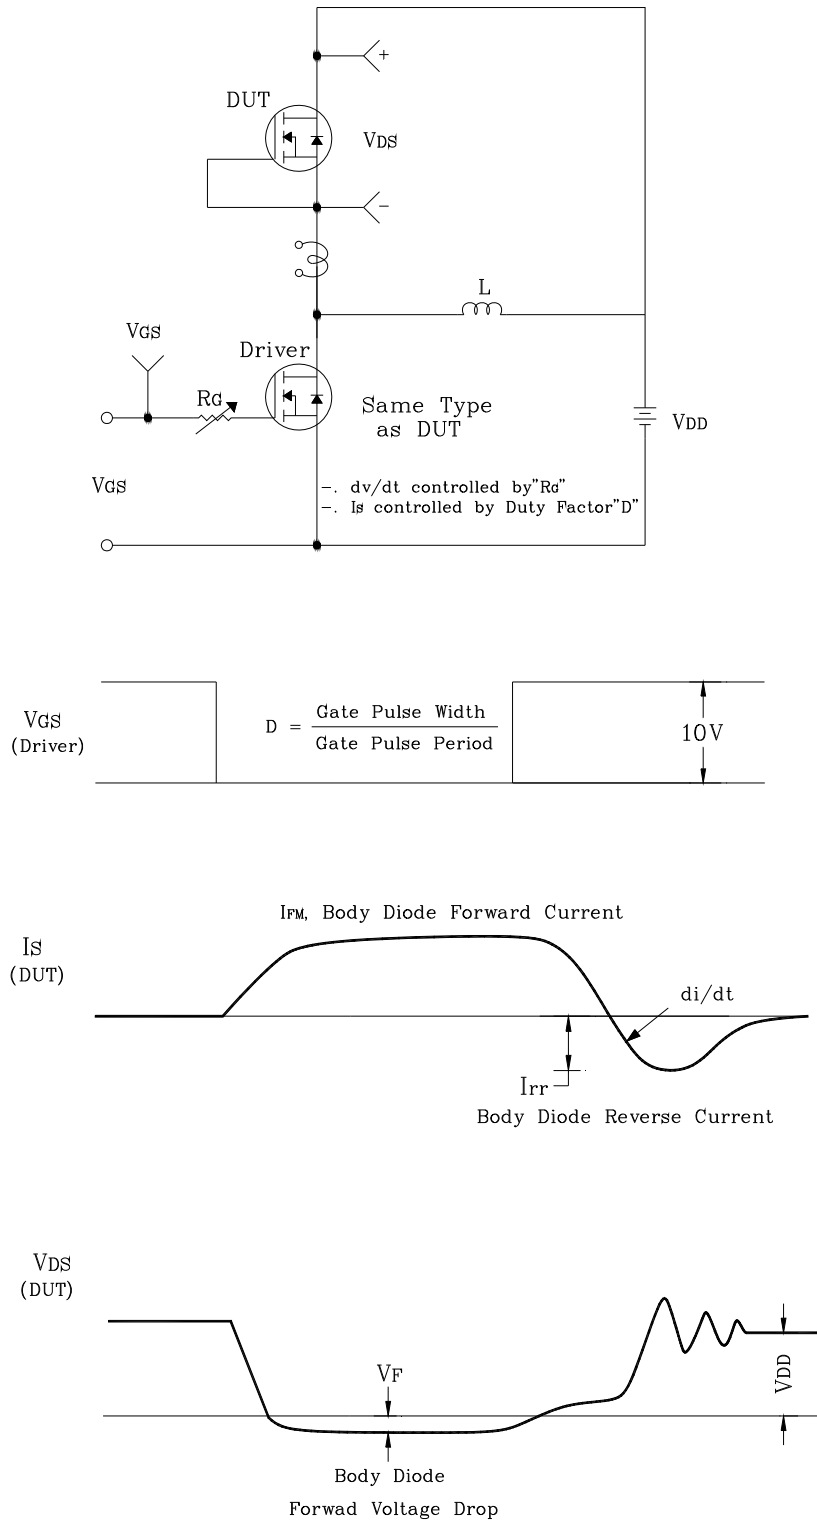 +
DUT
VDS
−
L
VGS
Driver
RG
Same Type
as DUT
VDD
VGS
−. dv/dt controlled by"RG"
−. Is controlled by Duty Factor"D"
VGS
(Driver)
D = Gate Pulse Width
Gate Pulse Period
10V
IFM, Body Diode Forward Current
IS
(DUT)
di/dt
Irr
Body Diode Reverse Current
VDS
(DUT)
VF
VDD
Body Diode
Forwad Voltage Drop